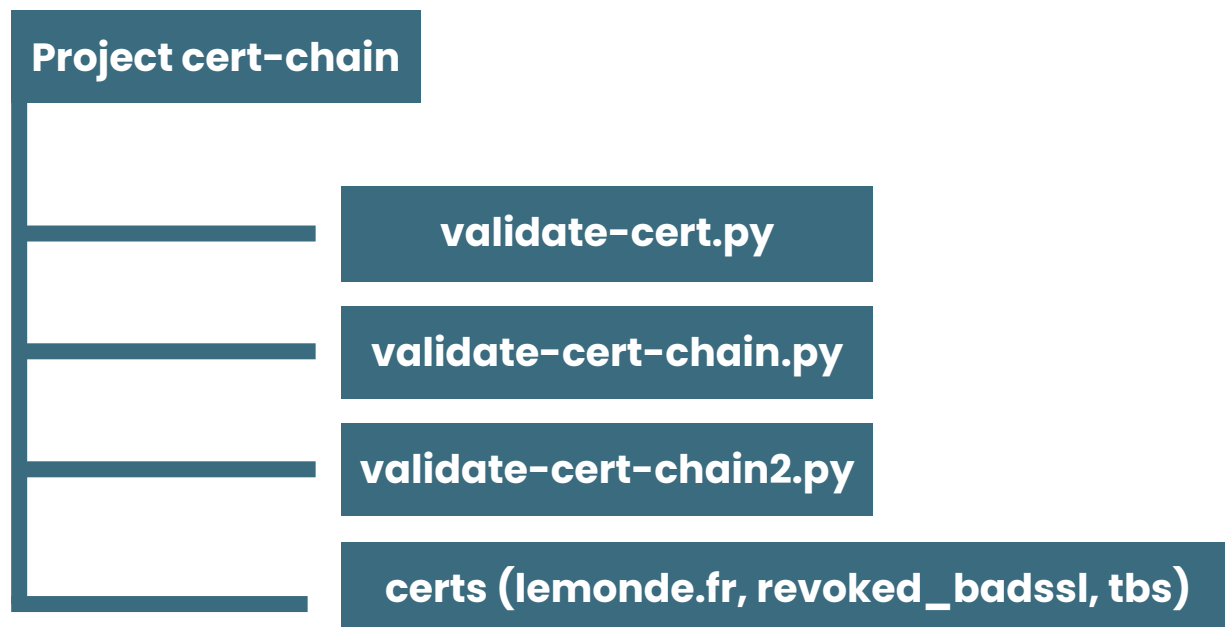 Project cert-chain
validate-cert.py
validate-cert-chain.py
validate-cert-chain2.py
certs (lemonde.fr, revoked_badssl, tbs)